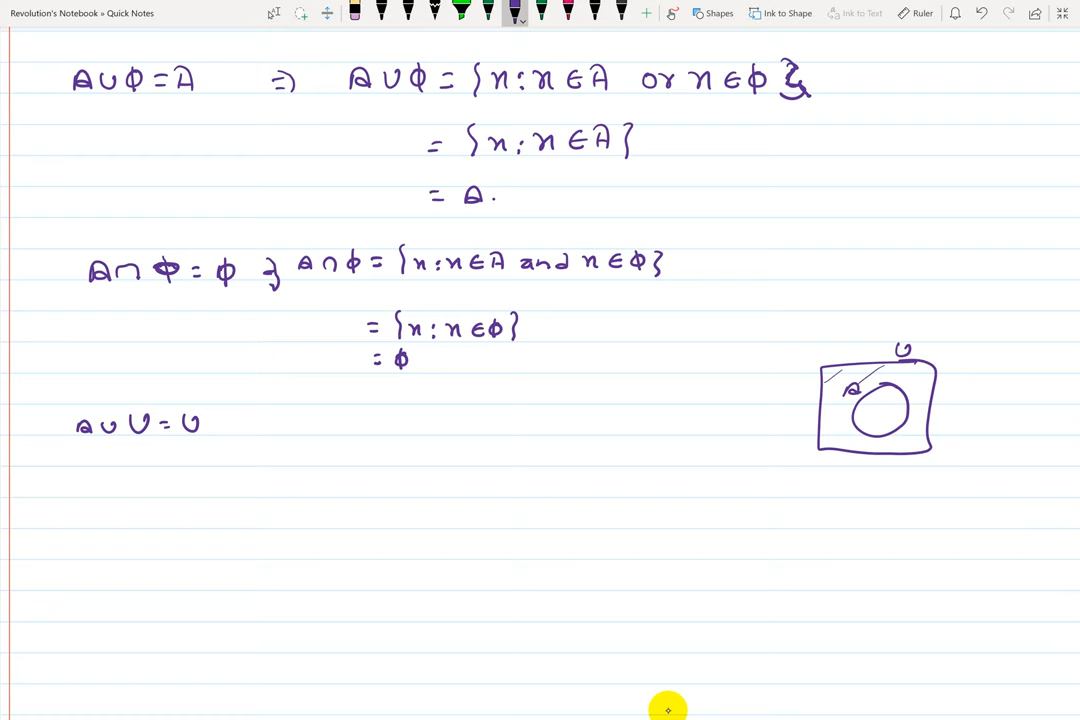 Revolution's Notebook » Quick Notes
Shapes Ink to Shape Ink to Text Ruler
A∪Φ=A ⇒ A∪Φ = {n:n∈A or n∈Φ}
= {n:n∈A}
= A.
A∩Φ=Φ } A∩Φ= {n:n∈A and n∈Φ}
= {n:n∈Φ}
= Φ
U
A
A∪U=U